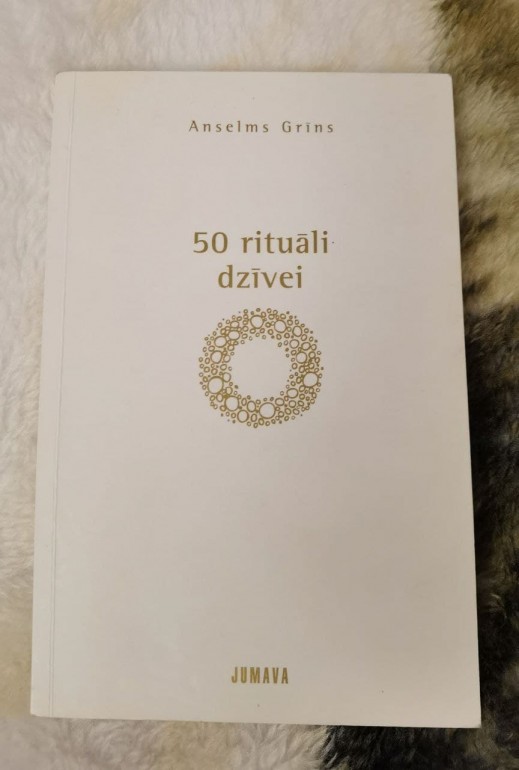 Anselms Grīns
50 rituāli
dzīvei
JUMAVA